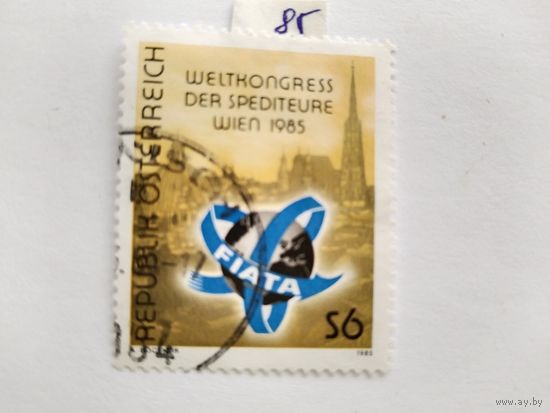 85
WELTKONGRESS
DER SPEDITEURE
WIEN 1985
REPUBLIK ÖSTERREICH
FIATA
S6
1985
www.ay.by